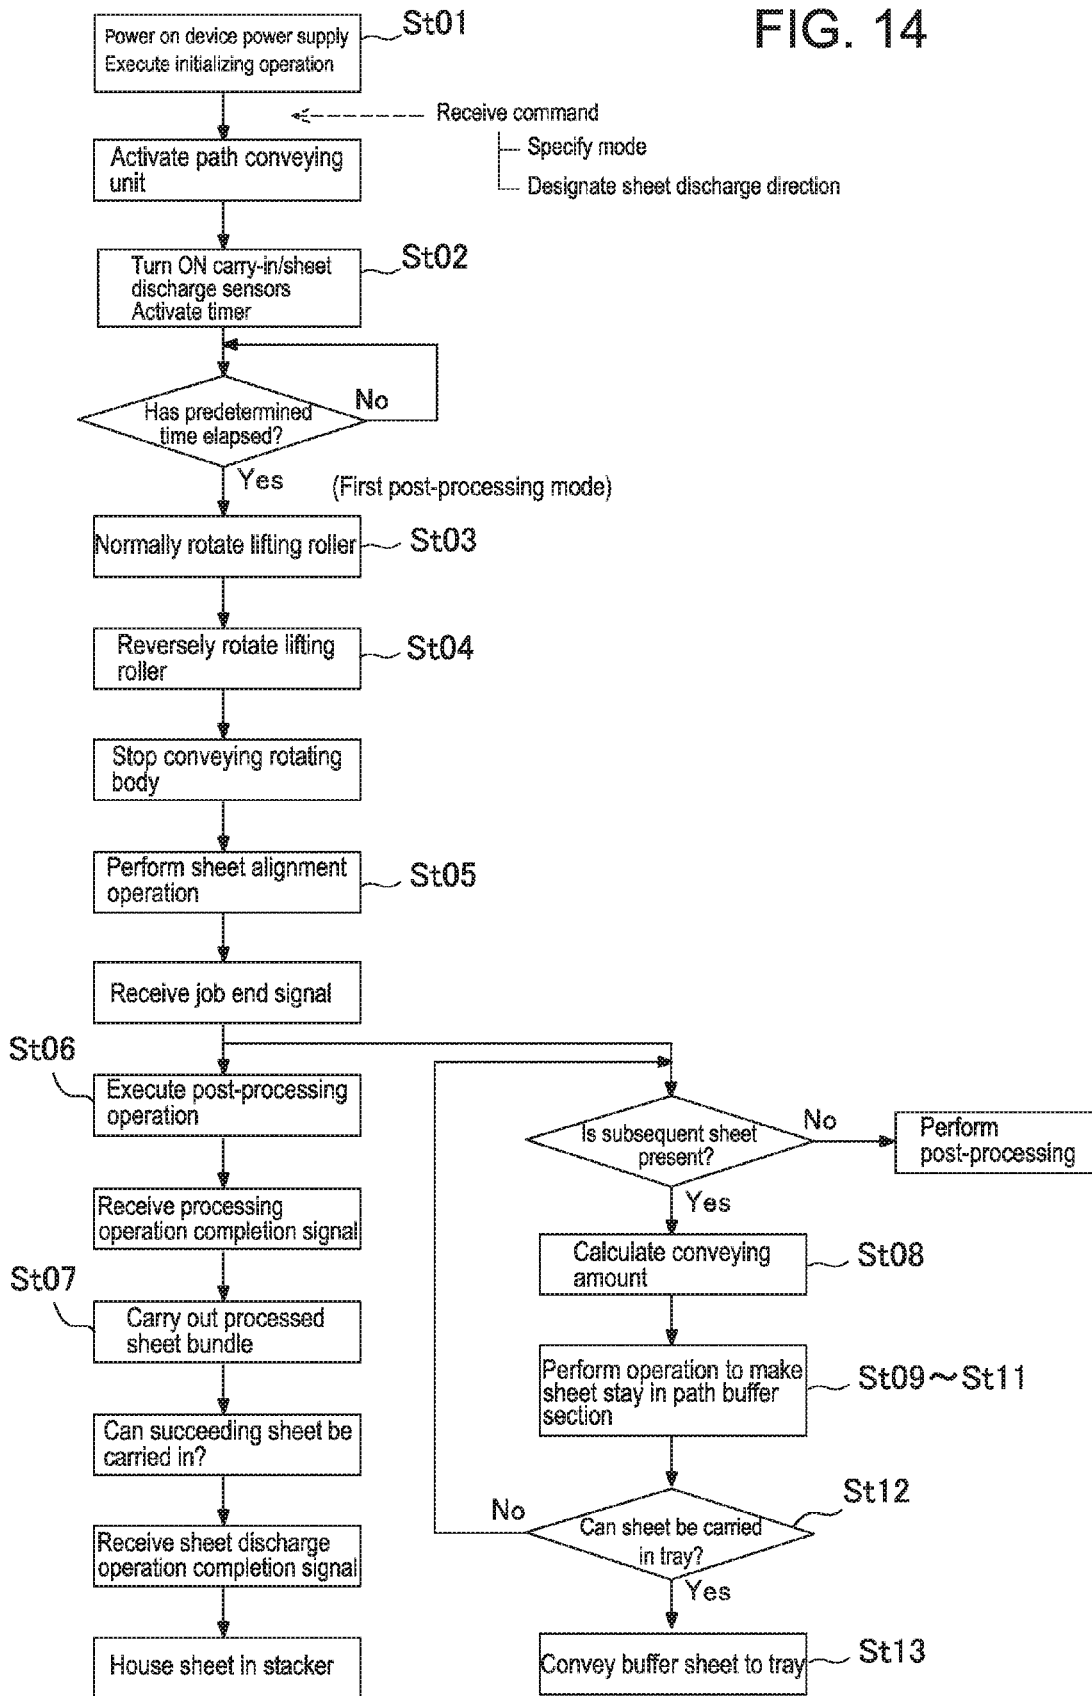 FIG. 14
St01
Power on device power supply
Execute initializing operation
Receive command
Specify mode
Designate sheet discharge direction
Activate path conveying
unit
St02
Turn ON carry-in/sheet
discharge sensors
Activate timer
No
Has predetermined
time elapsed?
Yes
(First post-processing mode)
Normally rotate lifting roller
St03
Reversely rotate lifting
roller
St04
Stop conveying rotating
body
Perform sheet alignment
operation
St05
Receive job end signal
St06
Execute post-processing
operation
Receive processing
operation completion signal
St07
Carry out processed
sheet bundle
Can succeeding sheet be
carried in?
Receive sheet discharge
operation completion signal
House sheet in stacker
Is subsequent sheet
present?
No
Perform
post-processing
Yes
Calculate conveying
amount
St08
Perform operation to make
sheet stay in path buffer
section
St09～St11
St12
No
Can sheet be carried
in tray?
Yes
Convey buffer sheet to tray
St13